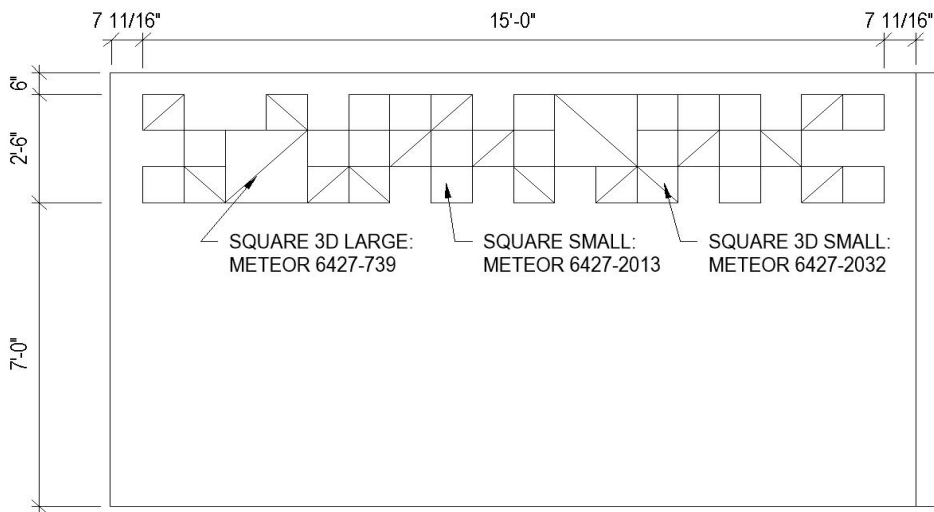 7 11/16"
15'-0"
7 11/16"
6"
2'-6"
7'-0"
SQUARE 3D LARGE:
METEOR 6427-739
SQUARE SMALL:
METEOR 6427-2013
SQUARE 3D SMALL:
METEOR 6427-2032